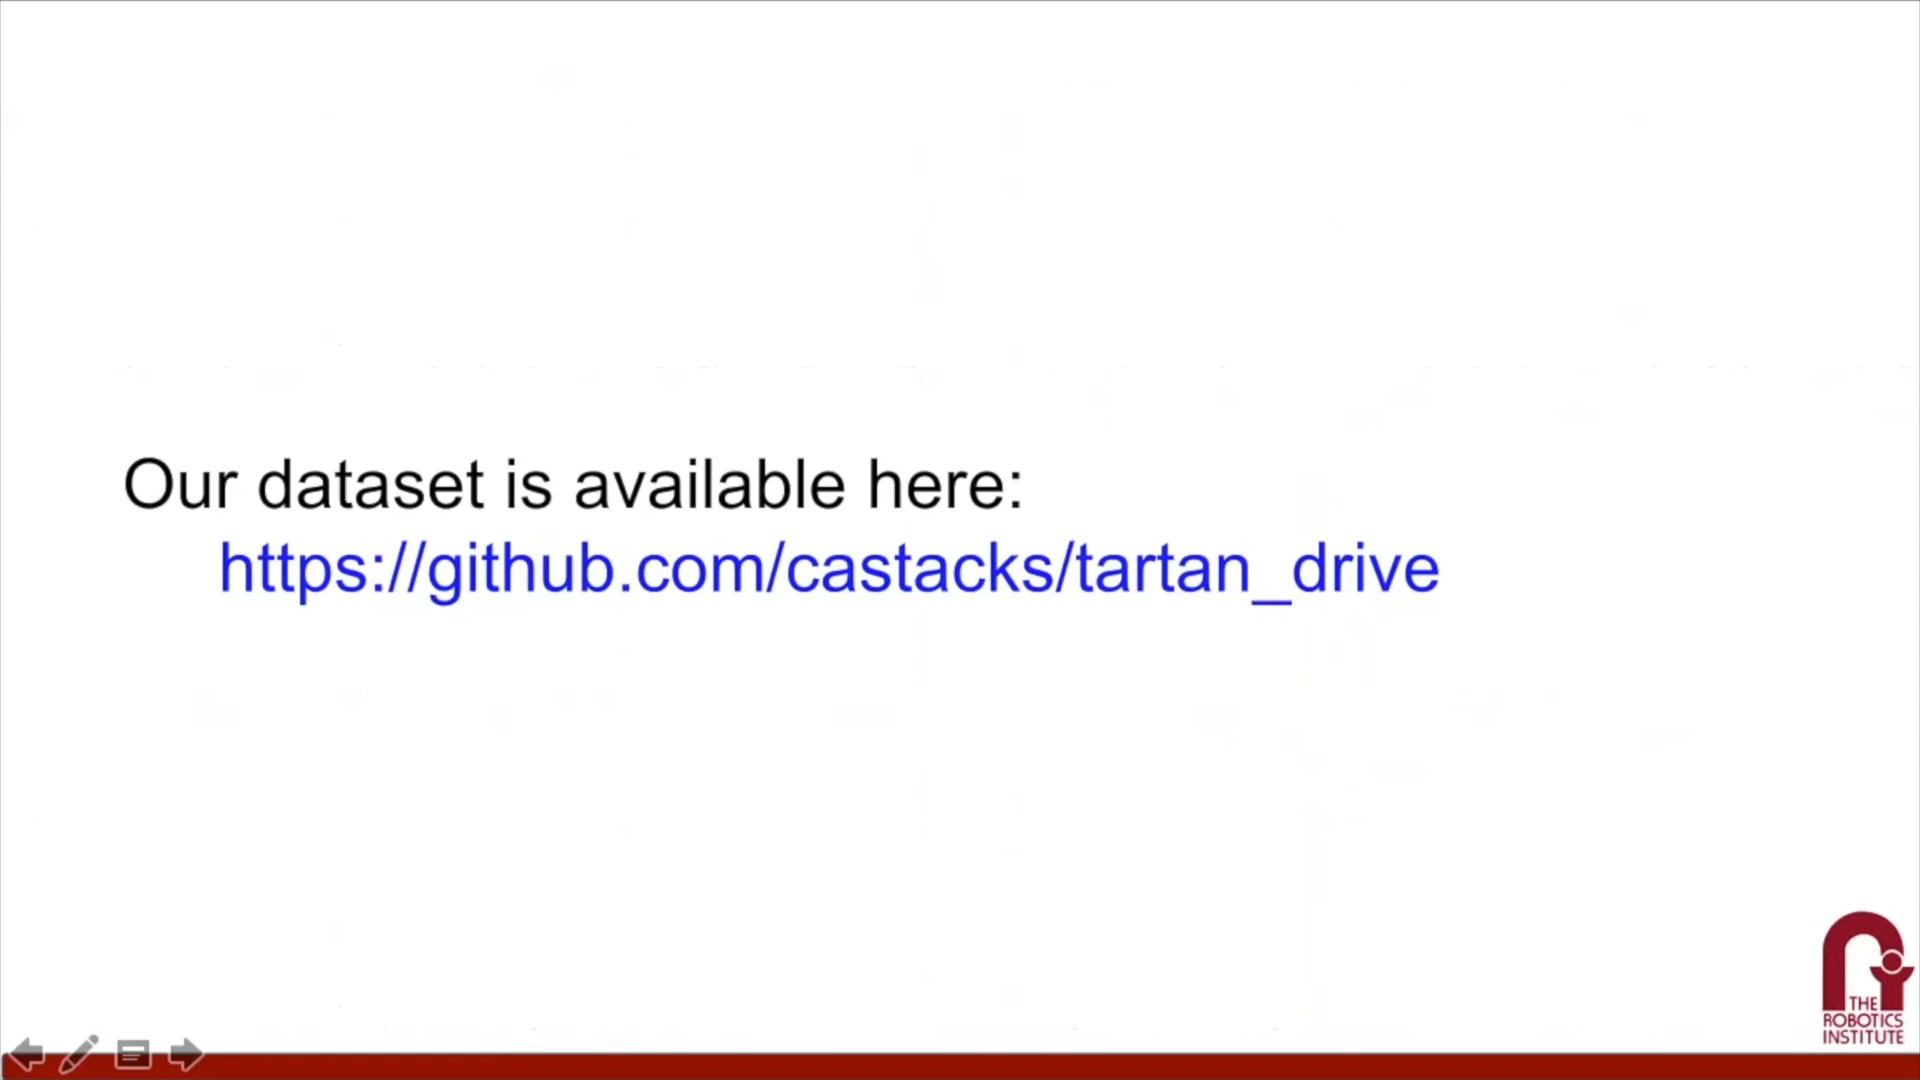 Our dataset is available here:
https://github.com/castacks/tartan_drive
THE
ROBOTICS
INSTITUTE